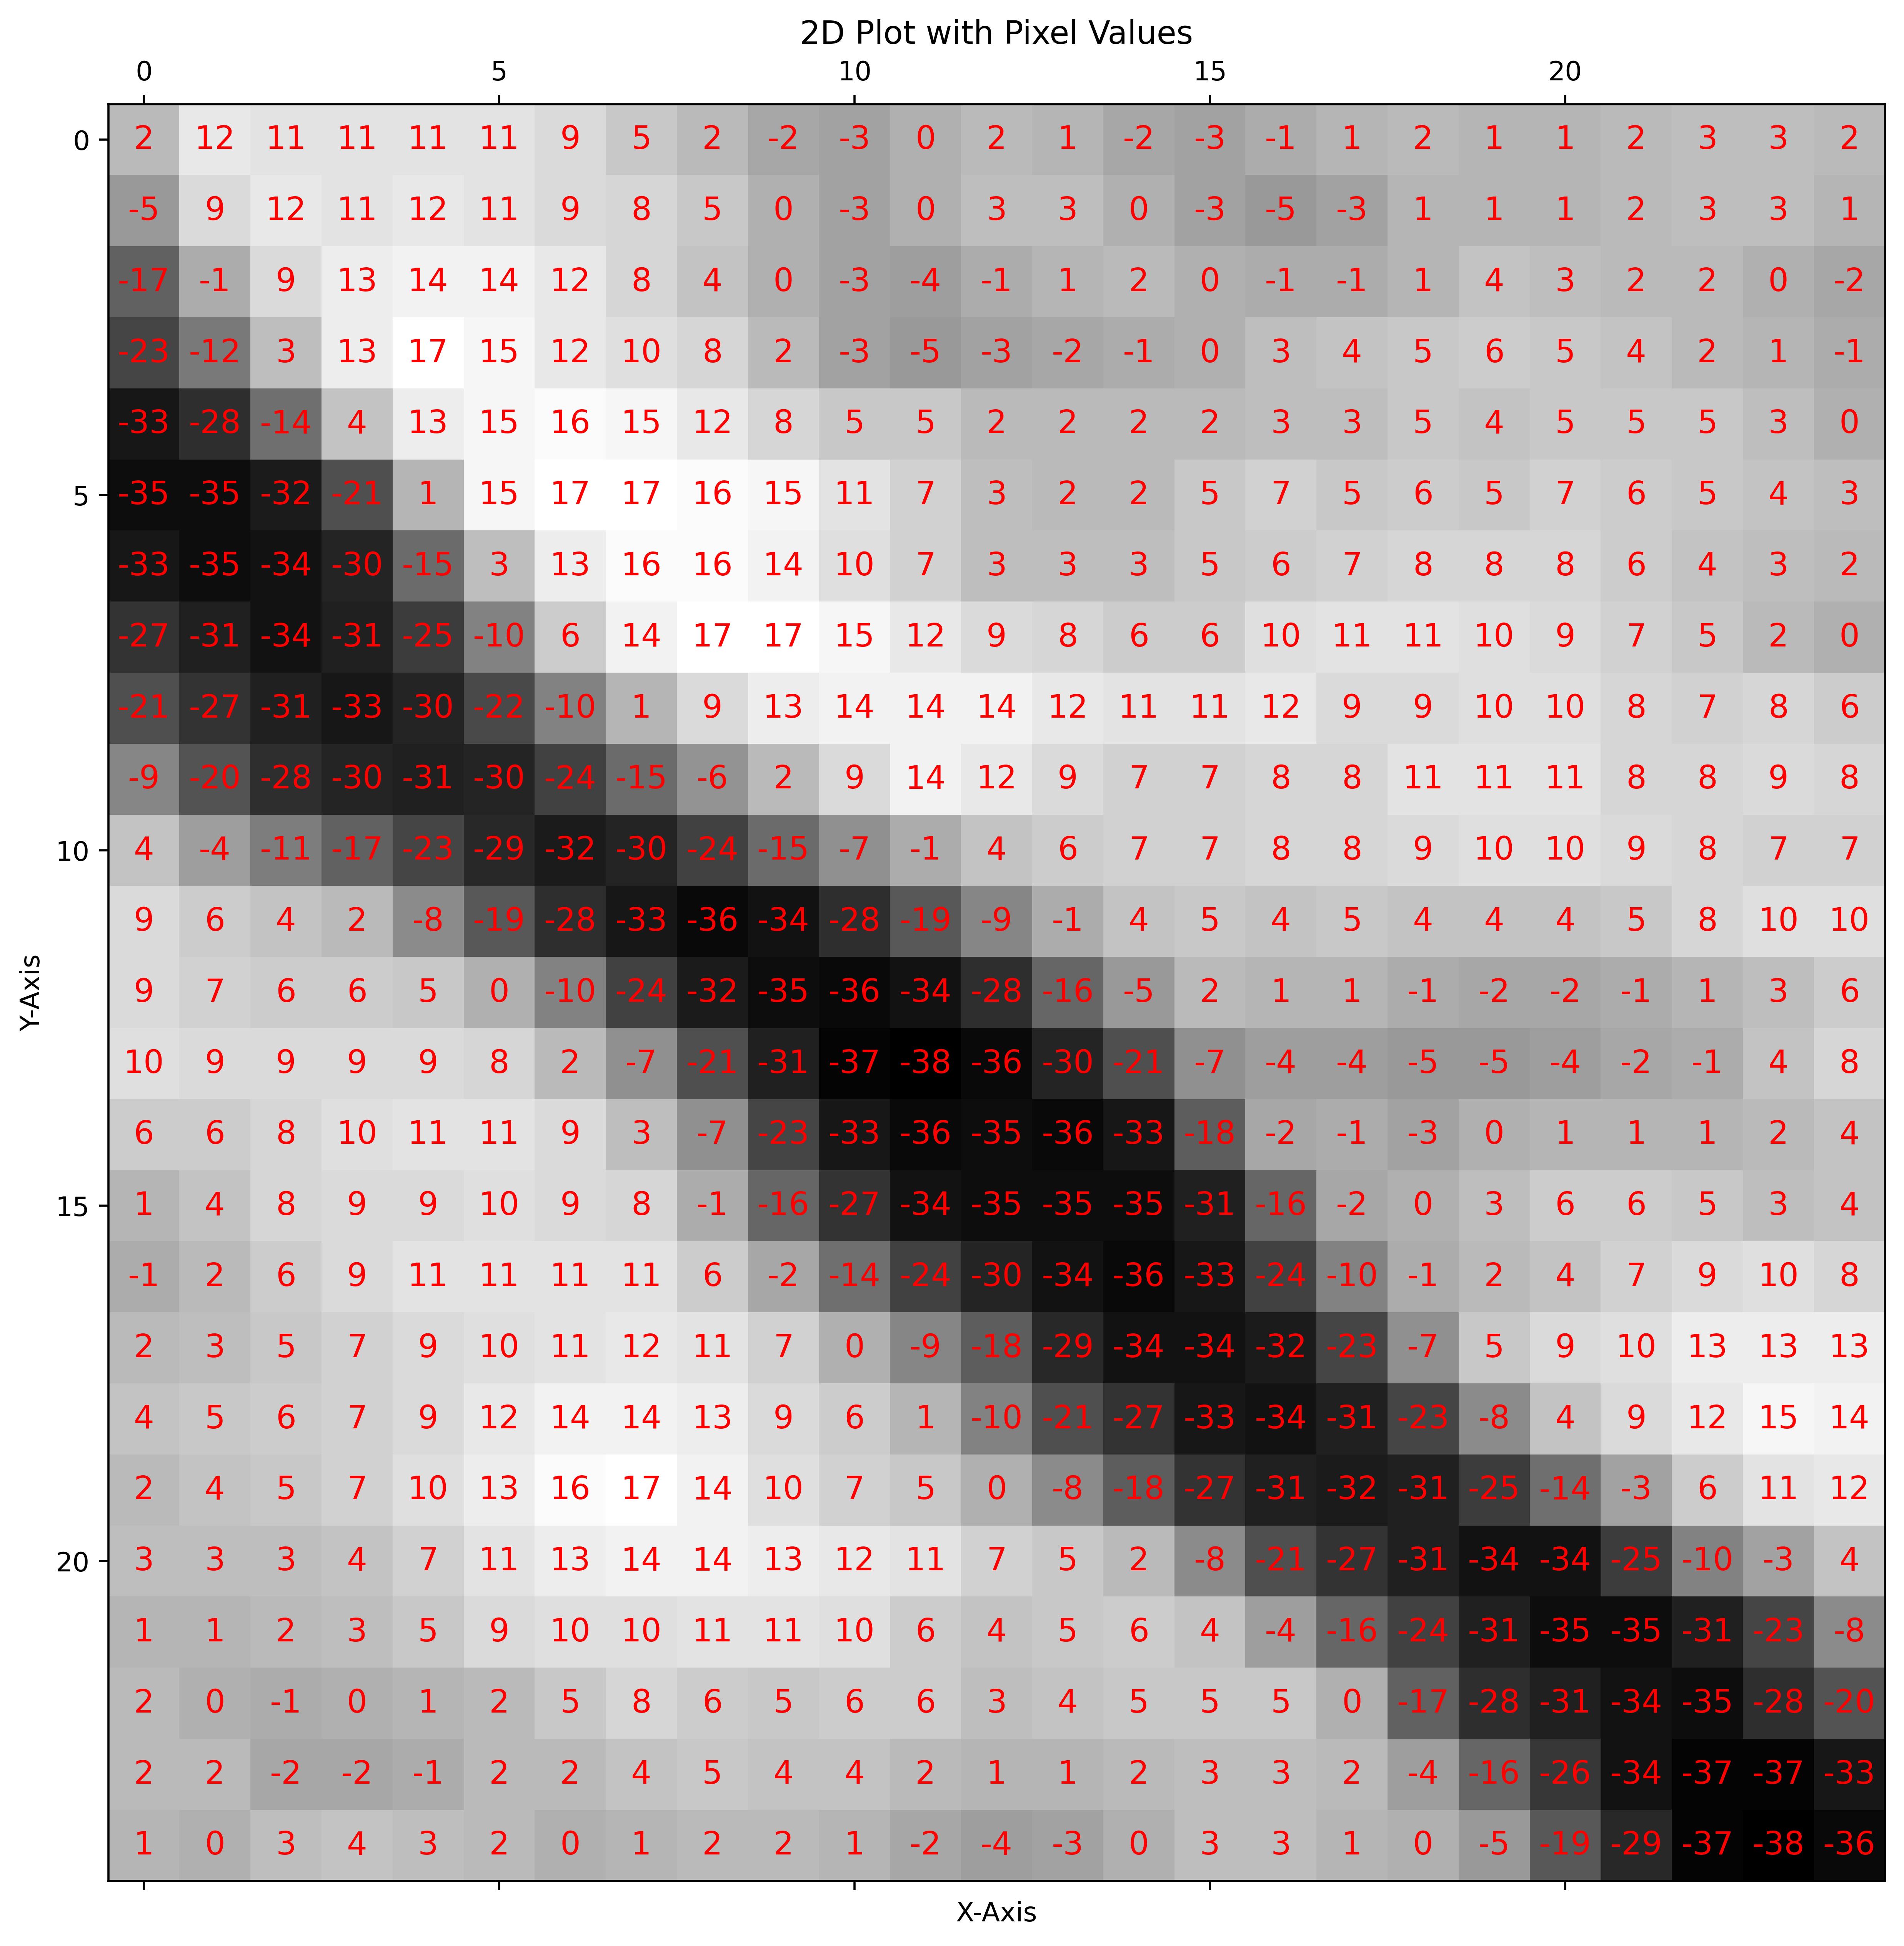 2D Plot with Pixel Values
0 5 10 15 20
0 2 12 11 11 11 11 9 5 2 -2 -3 0 2 1 -2 -3 -1 1 2 1 1 2 3 3 2
-5 9 12 11 12 11 9 8 5 0 -3 0 3 3 0 -3 -5 -3 1 1 1 2 3 3 1
-17 -1 9 13 14 14 12 8 4 0 -3 -4 -1 1 2 0 -1 -1 1 4 3 2 2 0 -2
-23 -12 3 13 17 15 12 10 8 2 -3 -5 -3 -2 -1 0 3 4 5 6 5 4 2 1 -1
-33 -28 -14 4 13 15 16 15 12 8 5 5 2 2 2 2 3 3 5 4 5 5 5 3 0
5 -35 -35 -32 -21 1 15 17 17 16 15 11 7 3 2 2 5 7 5 6 5 7 6 5 4 3
-33 -35 -34 -30 -15 3 13 16 16 14 10 7 3 3 3 5 6 7 8 8 8 6 4 3 2
-27 -31 -34 -31 -25 -10 6 14 17 17 15 12 9 8 6 6 10 11 11 10 9 7 5 2 0
-21 -27 -31 -33 -30 -22 -10 1 9 13 14 14 14 12 11 11 12 9 9 10 10 8 7 8 6
-9 -20 -28 -30 -31 -30 -24 -15 -6 2 9 14 12 9 7 7 8 8 11 11 11 8 8 9 8
10 4 -4 -11 -17 -23 -29 -32 -30 -24 -15 -7 -1 4 6 7 7 8 8 9 10 10 9 8 7 7
9 6 4 2 -8 -19 -28 -33 -36 -34 -28 -19 -9 -1 4 5 4 5 4 4 4 5 8 10 10
9 7 6 6 5 0 -10 -24 -32 -35 -36 -34 -28 -16 -5 2 1 1 -1 -2 -2 -1 1 3 6
10 9 9 9 9 8 2 -7 -21 -31 -37 -38 -36 -30 -21 -7 -4 -4 -5 -5 -4 -2 -1 4 8
6 6 8 10 11 11 9 3 -7 -23 -33 -36 -35 -36 -33 -18 -2 -1 -3 0 1 1 1 2 4
15 1 4 8 9 9 10 9 8 -1 -16 -27 -34 -35 -35 -35 -31 -16 -2 0 3 6 6 5 3 4
-1 2 6 9 11 11 11 11 6 -2 -14 -24 -30 -34 -36 -33 -24 -10 -1 2 4 7 9 10 8
2 3 5 7 9 10 11 12 11 7 0 -9 -18 -29 -34 -34 -32 -23 -7 5 9 10 13 13 13
4 5 6 7 9 12 14 14 13 9 6 1 -10 -21 -27 -33 -34 -31 -23 -8 4 9 12 15 14
2 4 5 7 10 13 16 17 14 10 7 5 0 -8 -18 -27 -31 -32 -31 -25 -14 -3 6 11 12
20 3 3 3 4 7 11 13 14 14 13 12 11 7 5 2 -8 -21 -27 -31 -34 -34 -25 -10 -3 4
1 1 2 3 5 9 10 10 11 11 10 6 4 5 6 4 -4 -16 -24 -31 -35 -35 -31 -23 -8
2 0 -1 0 1 2 5 8 6 5 6 6 3 4 5 5 5 0 -17 -28 -31 -34 -35 -28 -20
2 2 -2 -2 -1 2 2 4 5 4 4 2 1 1 2 3 3 2 -4 -16 -26 -34 -37 -37 -33
1 0 3 4 3 2 0 1 2 2 1 -2 -4 -3 0 3 3 1 0 -5 -19 -29 -37 -38 -36
Y-Axis
X-Axis